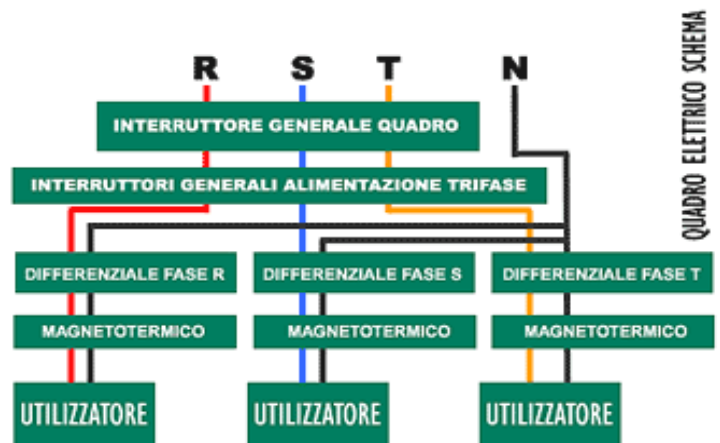 R S T N
INTERRUTTORE GENERALE QUADRO
INTERRUTTORI GENERALI ALIMENTAZIONE TRIFASE
DIFFERENZIALE FASE R DIFFERENZIALE FASE S DIFFERENZIALE FASE T
MAGNETOTERMICO MAGNETOTERMICO MAGNETOTERMICO
UTILIZZATORE UTILIZZATORE UTILIZZATORE
QUADRO ELETTRICO SCHEMA